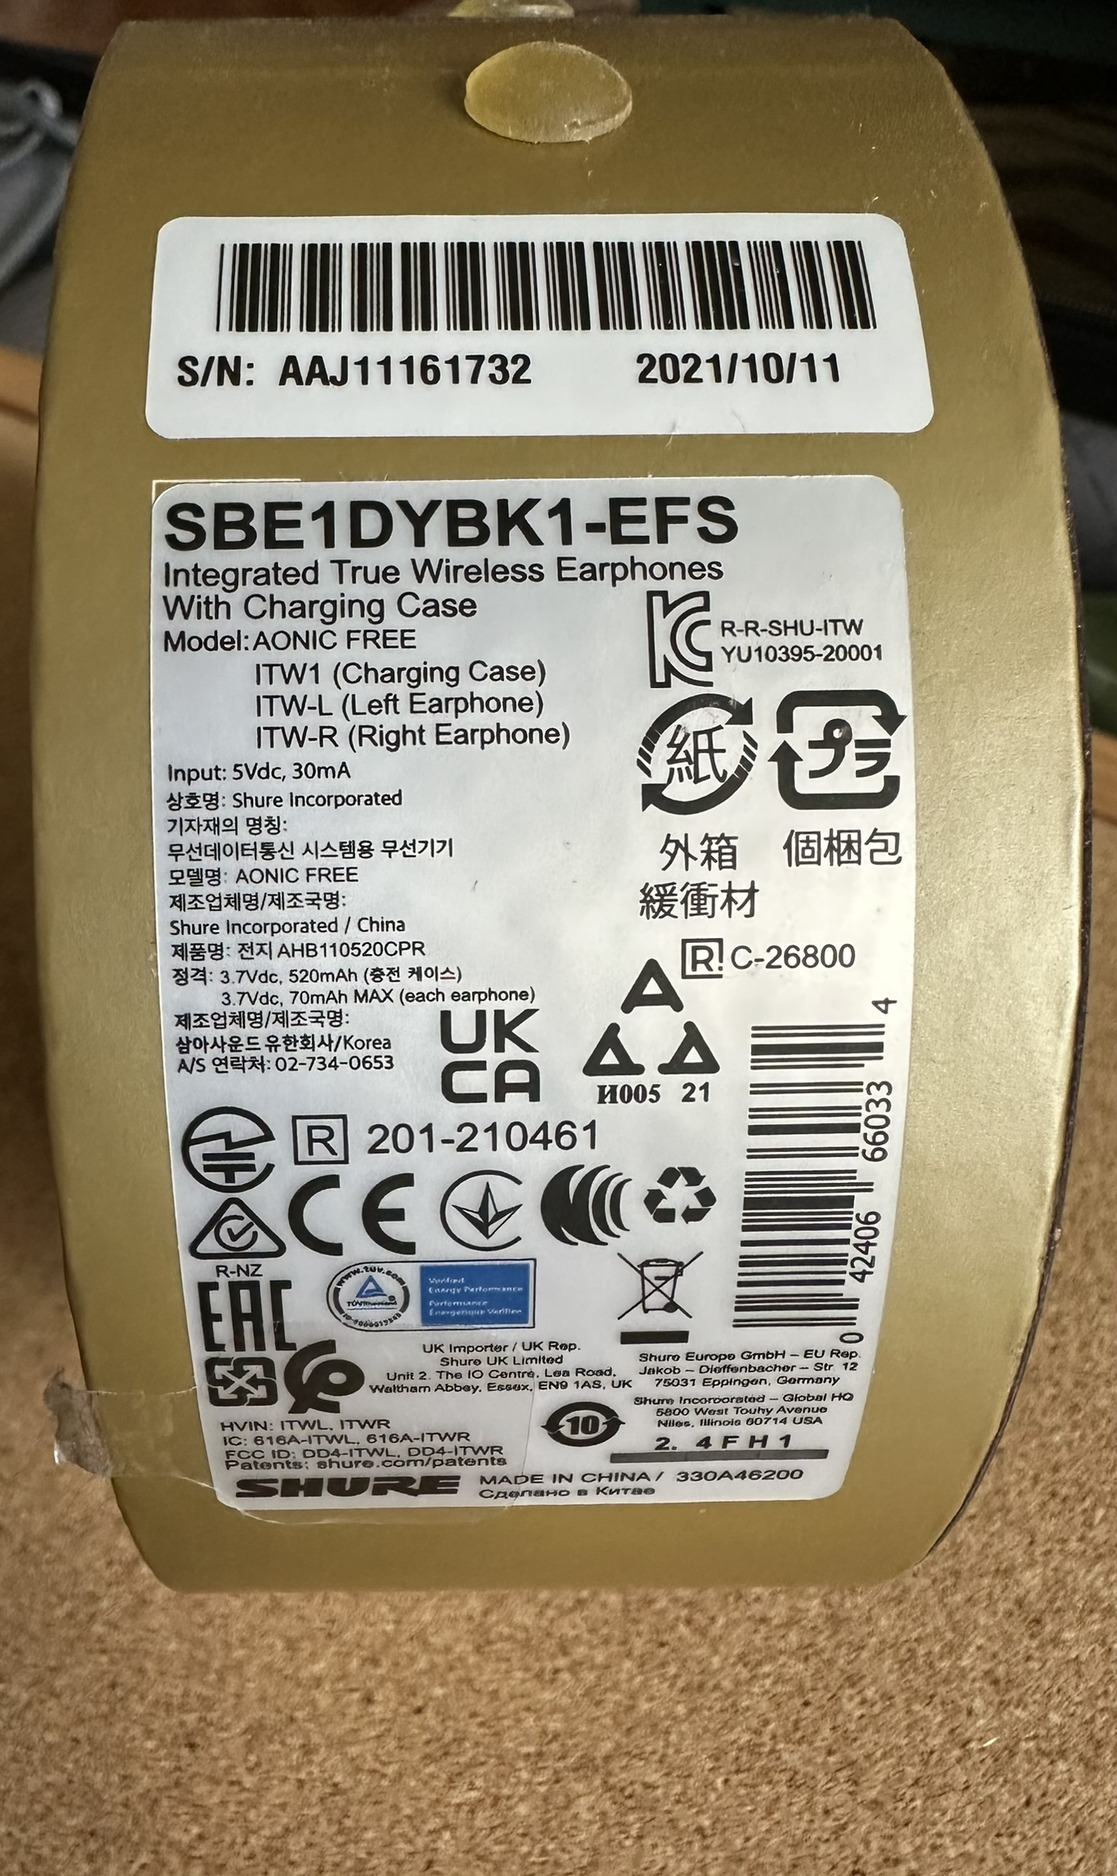 S/N: AAJ11161732 2021/10/11
SBE1DYBK1-EFS
Integrated True Wireless Earphones
With Charging Case
Model: AONIC FREE
ITW1 (Charging Case)
ITW-L (Left Earphone)
ITW-R (Right Earphone)
Input: 5Vdc, 30mA
상호명: Shure Incorporated
기자재의 명칭:
무선데이터통신 시스템용 무선기기
모델명: AONIC FREE
제조업체명/제조국명:
Shure Incorporated / China
제품명: 전지 AHB110520CPR
정격: 3.7Vdc, 520mAh (충전 케이스)
3.7Vdc, 70mAh MAX (each earphone)
제조업체명/제조국명:
삼아사운드 유한회사/Korea
A/S 연락처: 02-734-0653
R-R-SHU-ITW
YU10395-20001
紙
プラ
外箱
緩衝材
個梱包
R! C-26800
И005 21
UK
CA
R 201-210461
CE
R-NZ
EAC
www.tuv.com
TÜVRheinland
Verified
Energy Performance
Performance
Énergétique Vérifiée
0 42406 66033 4
UK Importer / UK Rep.
Shure UK Limited
Unit 2, The IO Centre, Lea Road,
Waltham Abbey, Essex, EN9 1AS, UK
Shure Europe GmbH – EU Rep.
Jakob – Dieffenbacher – Str. 12
75031 Eppingen, Germany
Shure Incorporated – Global HQ
5800 West Touhy Avenue
Niles, Illinois 60714 USA
10
2.4FH1
HVIN: ITWL, ITWR
IC: 616A-ITWL, 616A-ITWR
FCC ID: DD4-ITWL, DD4-ITWR
Patents: shure.com/patents
SHURE
MADE IN CHINA / 330A46200
Сделано в Китае